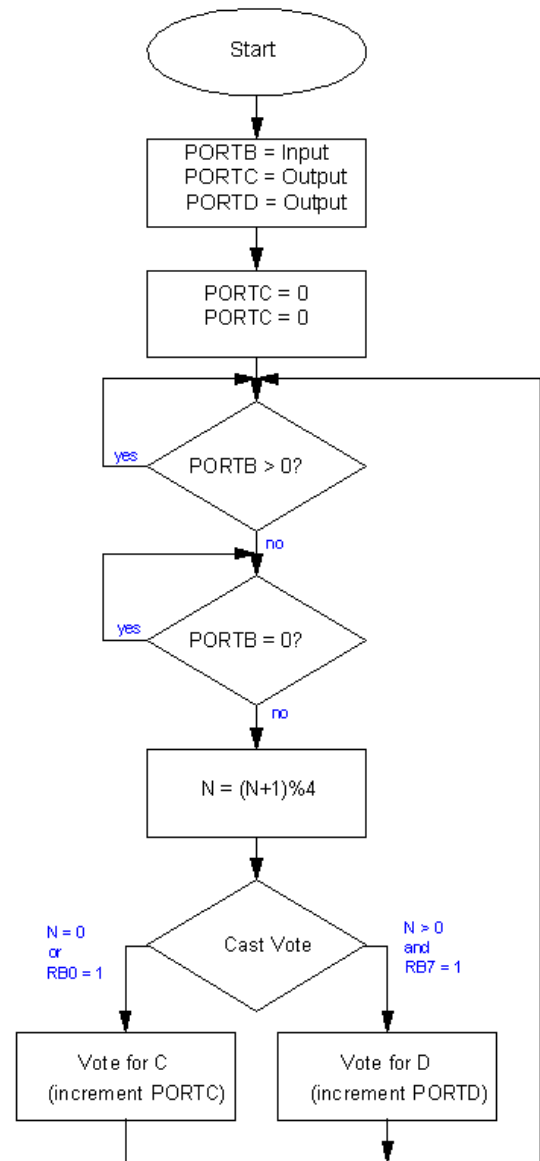 Start
PORTB = Input
PORTC = Output
PORTD = Output
PORTC = 0
PORTC = 0
PORTB > 0?
yes
no
PORTB = 0?
yes
no
N = (N+1)%4
Cast Vote
N = 0
or
RB0 = 1
N > 0
and
RB7 = 1
Vote for C
(increment PORTC)
Vote for D
(increment PORTD)